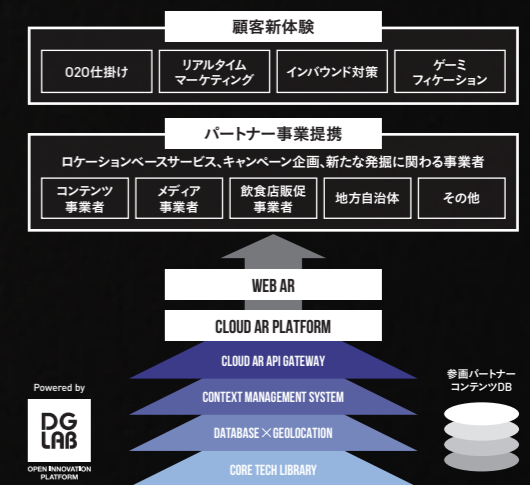 顧客新体験
O2O仕掛け
リアルタイム
マーケティング
インバウンド対策
ゲーミ
フィケーション
パートナー事業提携
ロケーションベースサービス、キャンペーン企画、新たな発掘に関わる事業者
コンテンツ
事業者
メディア
事業者
飲食店販促
事業者
地方自治体
その他
WEB AR
CLOUD AR PLATFORM
CLOUD AR API GATEWAY
CONTEXT MANAGEMENT SYSTEM
DATABASE×GEOLOCATION
CORE TECH LIBRARY
Powered by
DG
LAB
OPEN INNOVATION
PLATFORM
参画パートナー
コンテンツDB